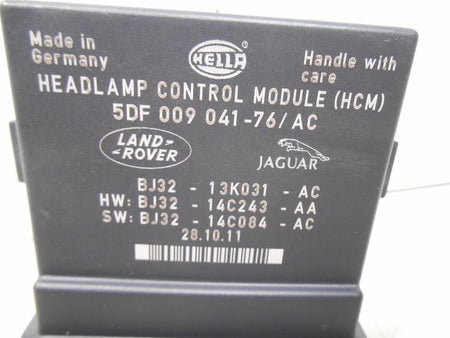 Made in
Germany
HELLA
Handle with
care
HEADLAMP CONTROL MODULE (HCM)
5DF 009 041-76/AC
LAND-
-ROVER
JAGUAR
BJ32 - 13K031 - AC
HW: BJ32 - 14C243 - AA
SW: BJ32 - 14C084 - AC
28.10.11